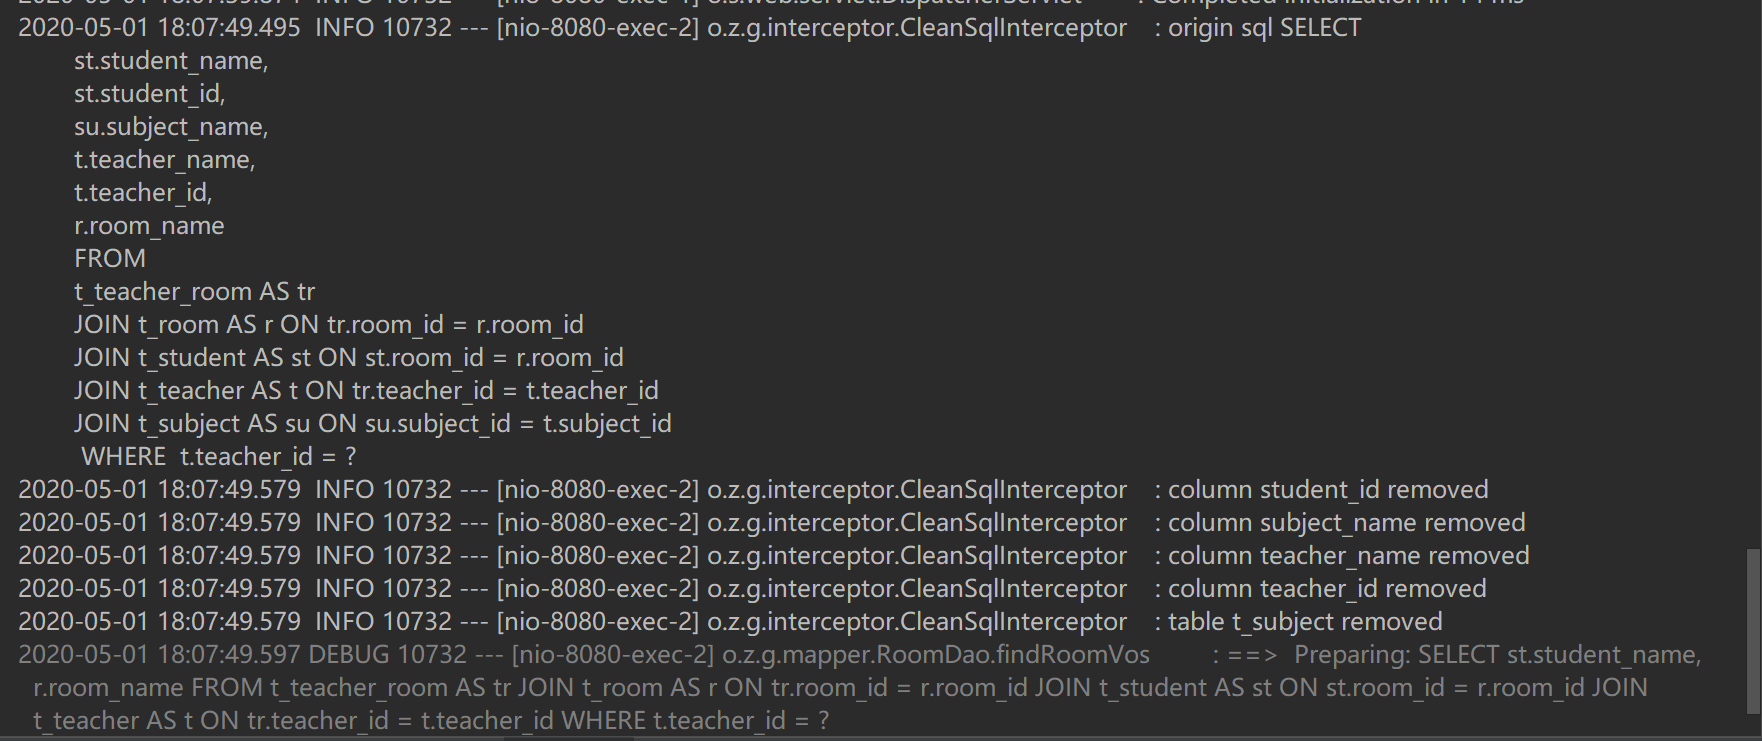 2020-05-01 18:07:49.495  INFO 10732 --- [nio-8080-exec-2] o.z.g.interceptor.CleanSqlInterceptor    : origin sql SELECT
st.student_name,
st.student_id,
su.subject_name,
t.teacher_name,
t.teacher_id,
r.room_name
FROM
t_teacher_room AS tr
JOIN t_room AS r ON tr.room_id = r.room_id
JOIN t_student AS st ON st.room_id = r.room_id
JOIN t_teacher AS t ON tr.teacher_id = t.teacher_id
JOIN t_subject AS su ON su.subject_id = t.subject_id
WHERE  t.teacher_id = ?
2020-05-01 18:07:49.579  INFO 10732 --- [nio-8080-exec-2] o.z.g.interceptor.CleanSqlInterceptor    : column student_id removed
2020-05-01 18:07:49.579  INFO 10732 --- [nio-8080-exec-2] o.z.g.interceptor.CleanSqlInterceptor    : column subject_name removed
2020-05-01 18:07:49.579  INFO 10732 --- [nio-8080-exec-2] o.z.g.interceptor.CleanSqlInterceptor    : column teacher_name removed
2020-05-01 18:07:49.579  INFO 10732 --- [nio-8080-exec-2] o.z.g.interceptor.CleanSqlInterceptor    : column teacher_id removed
2020-05-01 18:07:49.579  INFO 10732 --- [nio-8080-exec-2] o.z.g.interceptor.CleanSqlInterceptor    : table t_subject removed
2020-05-01 18:07:49.597 DEBUG 10732 --- [nio-8080-exec-2] o.z.g.mapper.RoomDao.findRoomVos         : ==>  Preparing: SELECT st.student_name,
r.room_name FROM t_teacher_room AS tr JOIN t_room AS r ON tr.room_id = r.room_id JOIN t_student AS st ON st.room_id = r.room_id JOIN
t_teacher AS t ON tr.teacher_id = t.teacher_id WHERE t.teacher_id = ?